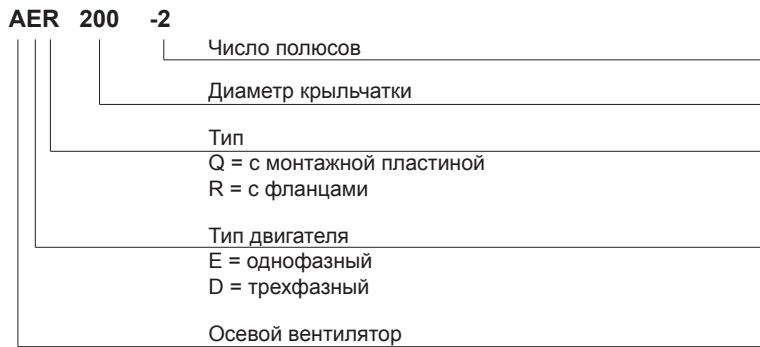 AER 200 -2
Число полюсов
Диаметр крыльчатки
Тип
Q = с монтажной пластиной
R = с фланцами
Тип двигателя
E = однофазный
D = трехфазный
Осевой вентилятор